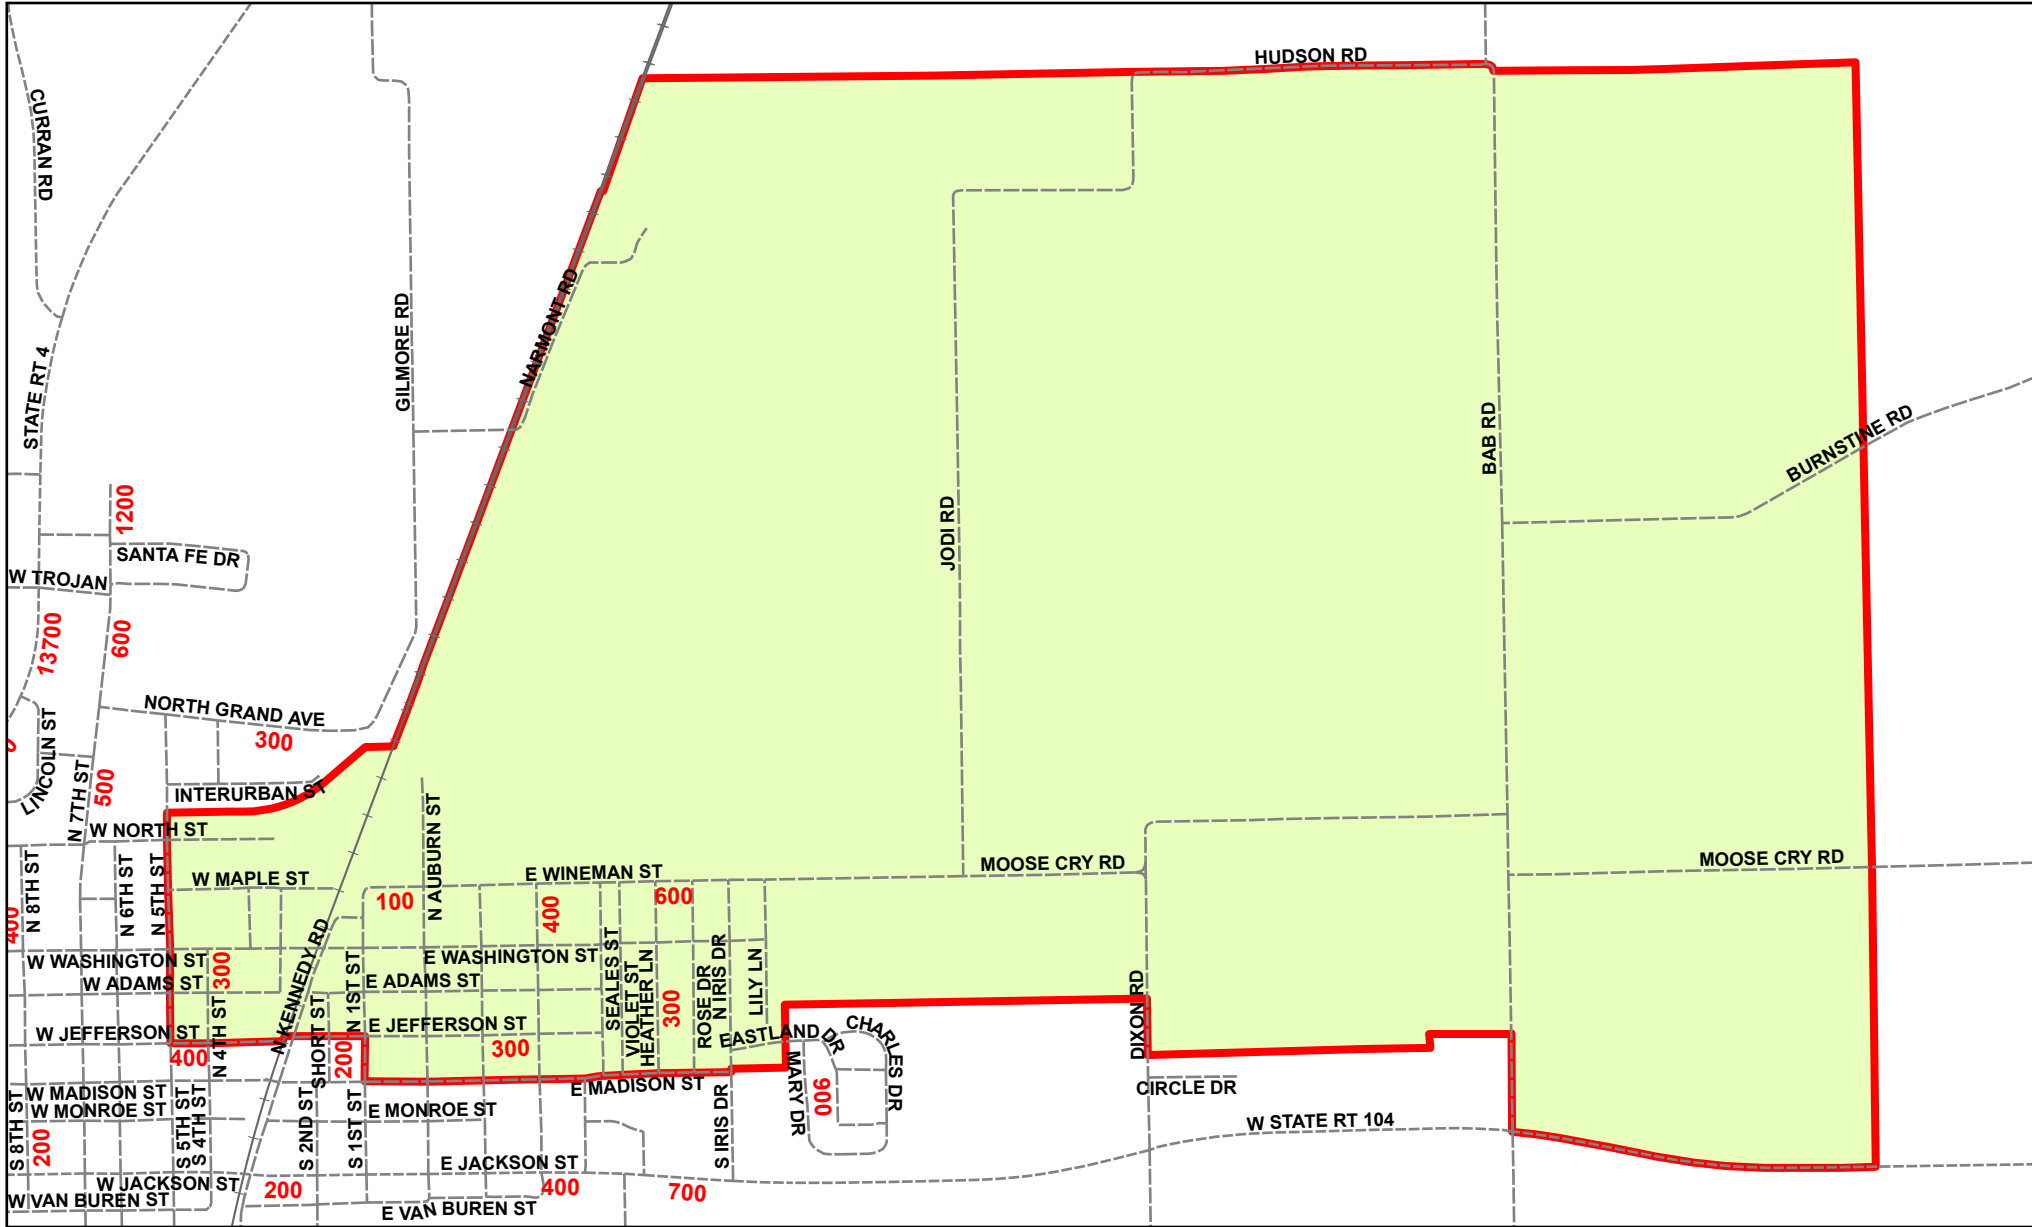 HUDSON RD
CURRAN RD
NARMONT RD
GILMORE RD
STATE RT 4
BAB RD
BURNSTINE RD
1200
JODI RD
SANTA FE DR
W TROJAN
13700
600
NORTH GRAND AVE
300
LINCOLN ST
N 7TH ST
500
INTERURBAN ST
W NORTH ST
N AUBURN ST
MOOSE CRY RD
MOOSE CRY RD
N 8TH ST
N 6TH ST
N 5TH ST
W MAPLE ST
E WINEMAN ST
100
400
600
400
N KENNEDY RD
W WASHINGTON ST
300
E WASHINGTON ST
SEALES ST
VIOLET ST
HEATHER LN
300
ROSE DR
N IRIS DR
LILY LN
W ADAMS ST
E ADAMS ST
N 1ST ST
DIXON RD
W JEFFERSON ST
N 4TH ST
SHORT ST
E JEFFERSON ST
EASTLAND DR
CHARLES DR
400
200
300
MARY DR
900
E MADISON ST
CIRCLE DR
W MADISON ST
W MONROE ST
E MONROE ST
W STATE RT 104
S 8TH ST
200
S 5TH ST
S 4TH ST
S 2ND ST
S 1ST ST
S IRIS DR
E JACKSON ST
W JACKSON ST
200
400
700
W VAN BUREN ST
E VAN BUREN ST